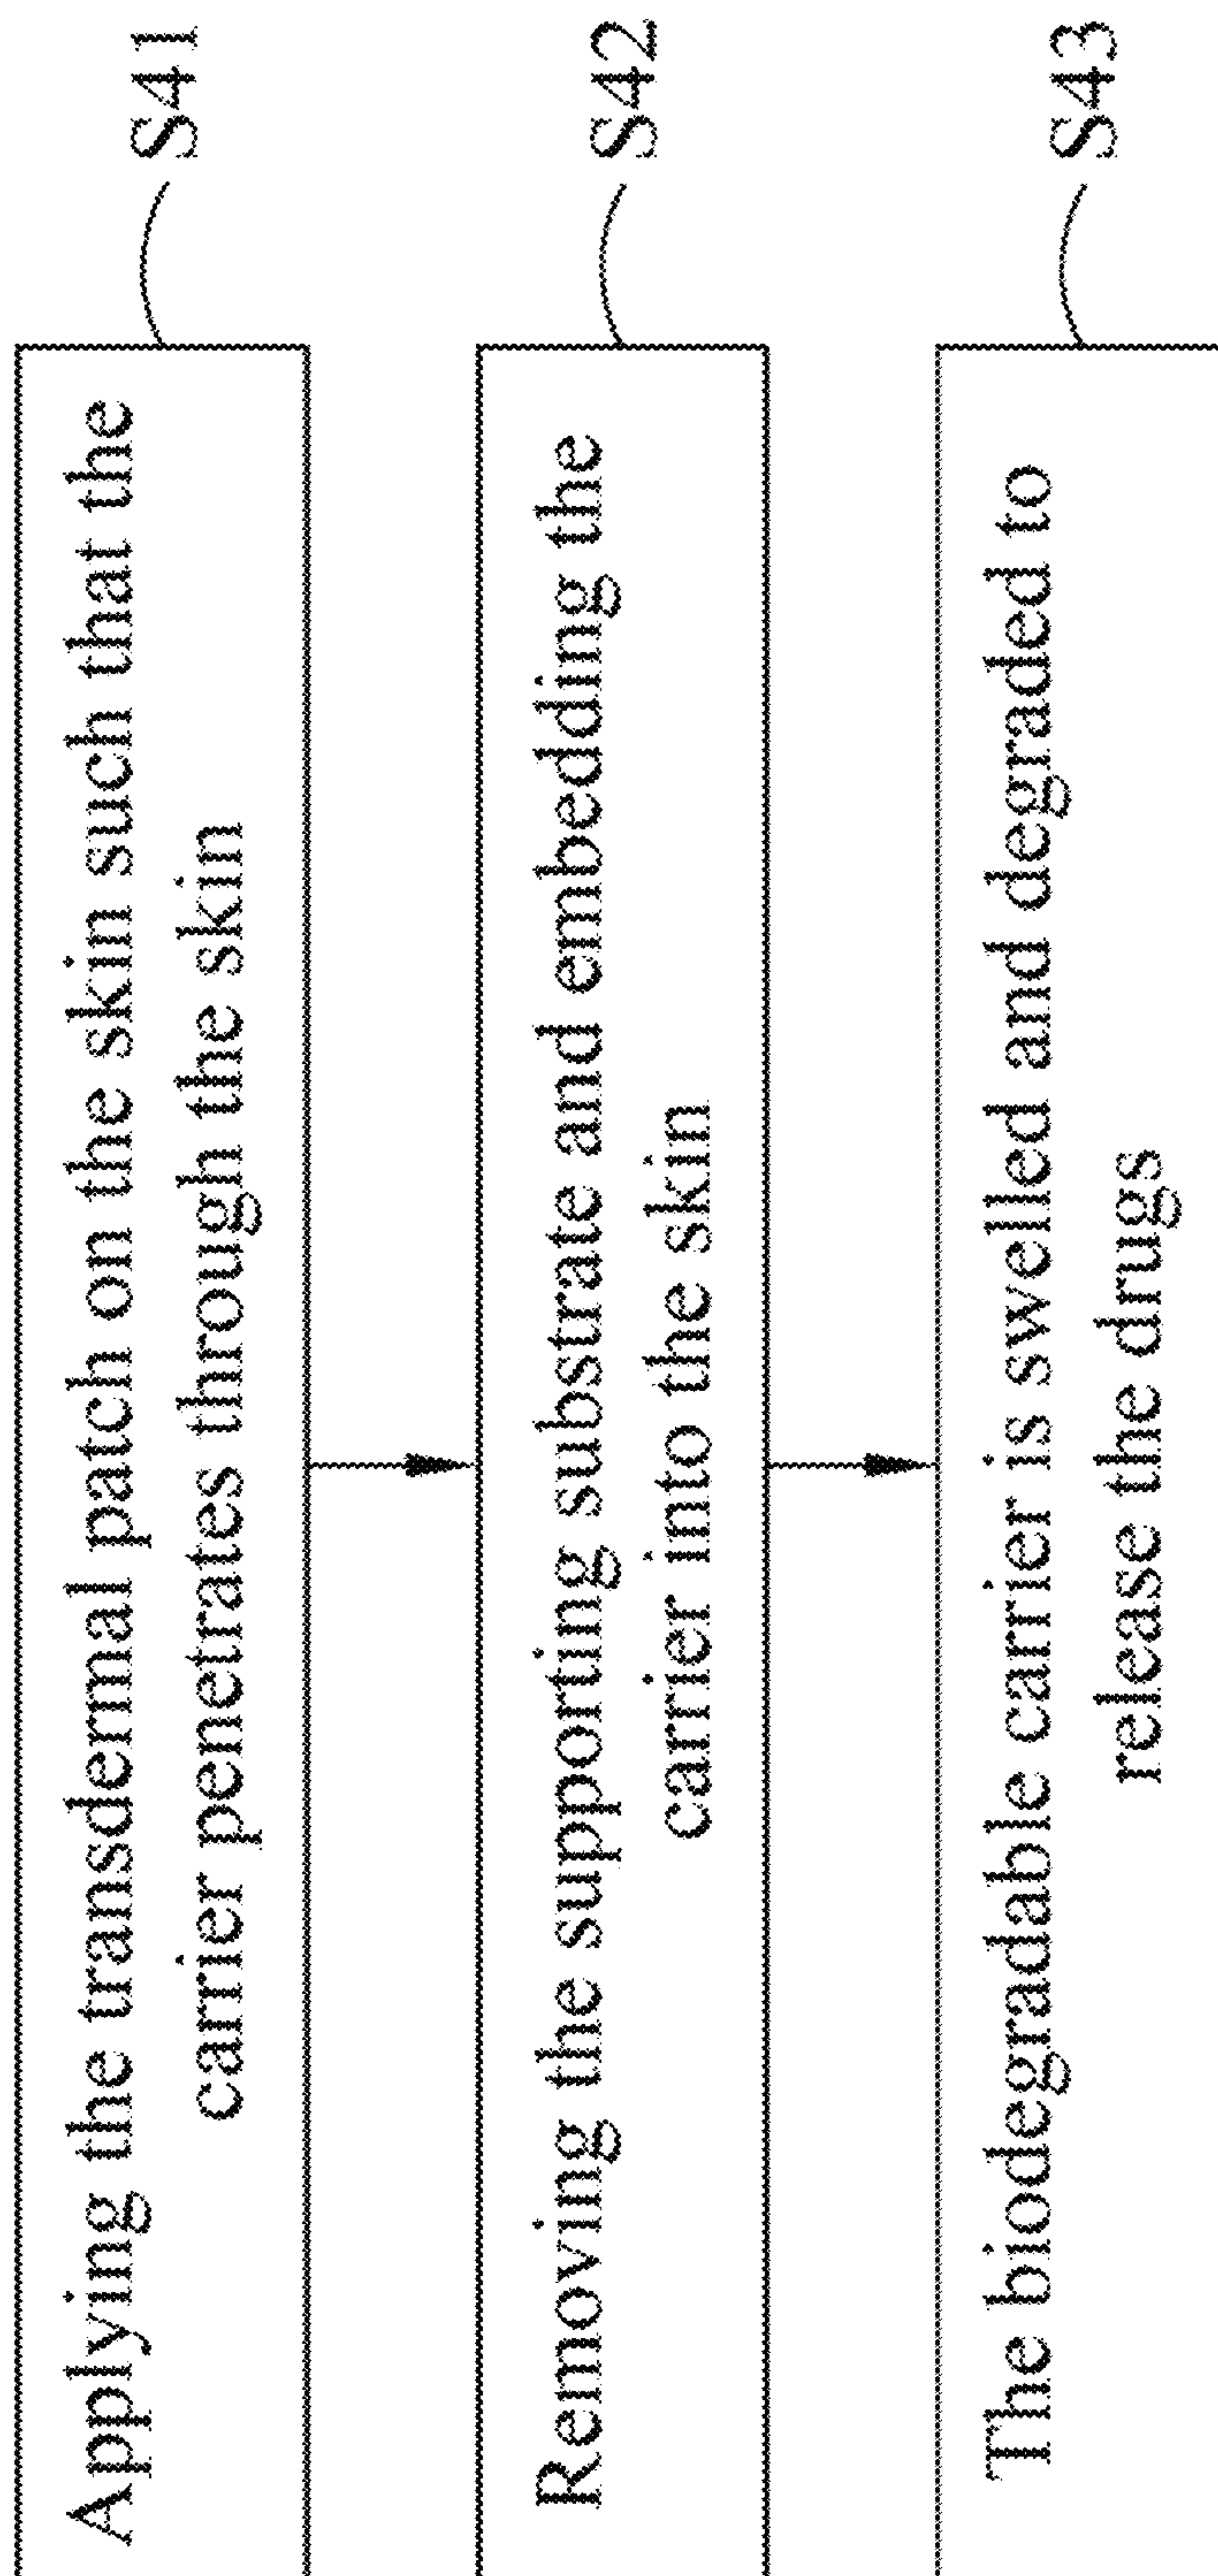 Applying the transdermal patch on the skin such that the
carrier penetrates through the skin
S41
Removing the supporting substrate and embedding the
carrier into the skin
S42
The biodegradable carrier is swelled and degraded to
release the drugs
S43